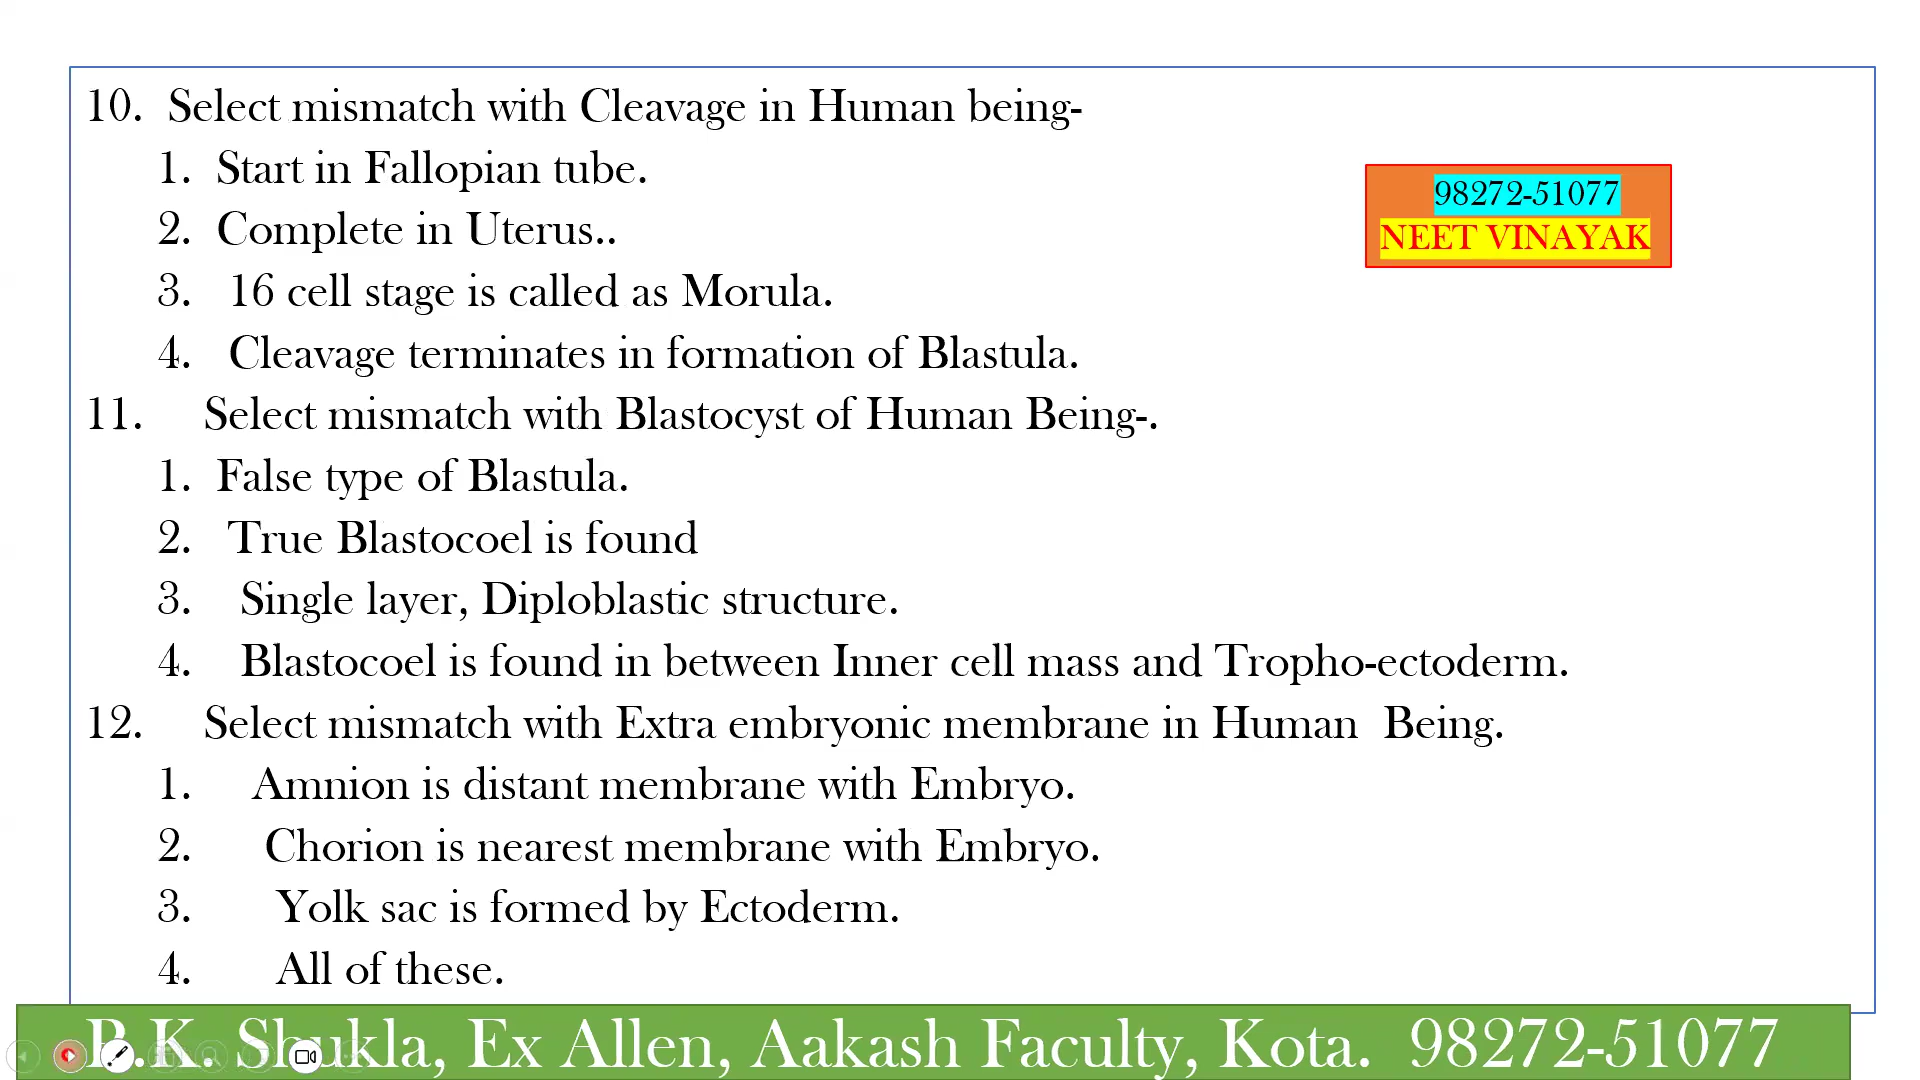 10. Select mismatch with Cleavage in Human being-
1. Start in Fallopian tube.
2. Complete in Uterus..
3. 16 cell stage is called as Morula.
4. Cleavage terminates in formation of Blastula.
98272-51077
NEET VINAYAK
11. Select mismatch with Blastocyst of Human Being-.
1. False type of Blastula.
2. True Blastocoel is found
3. Single layer, Diploblastic structure.
4. Blastocoel is found in between Inner cell mass and Tropho-ectoderm.
12. Select mismatch with Extra embryonic membrane in Human Being.
1. Amnion is distant membrane with Embryo.
2. Chorion is nearest membrane with Embryo.
3. Yolk sac is formed by Ectoderm.
4. All of these.
B.K. Shukla, Ex Allen, Aakash Faculty, Kota. 98272-51077